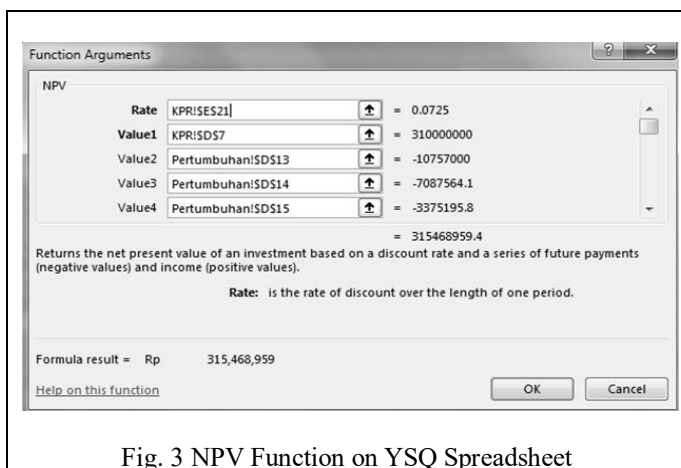 Function Arguments
?
x
NPV
Rate KPR!$E$21 = 0.0725
Value1 KPR!$D$7 = 310000000
Value2 Pertumbuhan!$D$13 = -10757000
Value3 Pertumbuhan!$D$14 = -7087564.1
Value4 Pertumbuhan!$D$15 = -3375195.8
= 315468959.4
Returns the net present value of an investment based on a discount rate and a series of future payments
(negative values) and income (positive values).
Rate: is the rate of discount over the length of one period.
Formula result = Rp 315,468,959
Help on this function
OK Cancel
Fig. 3 NPV Function on YSQ Spreadsheet